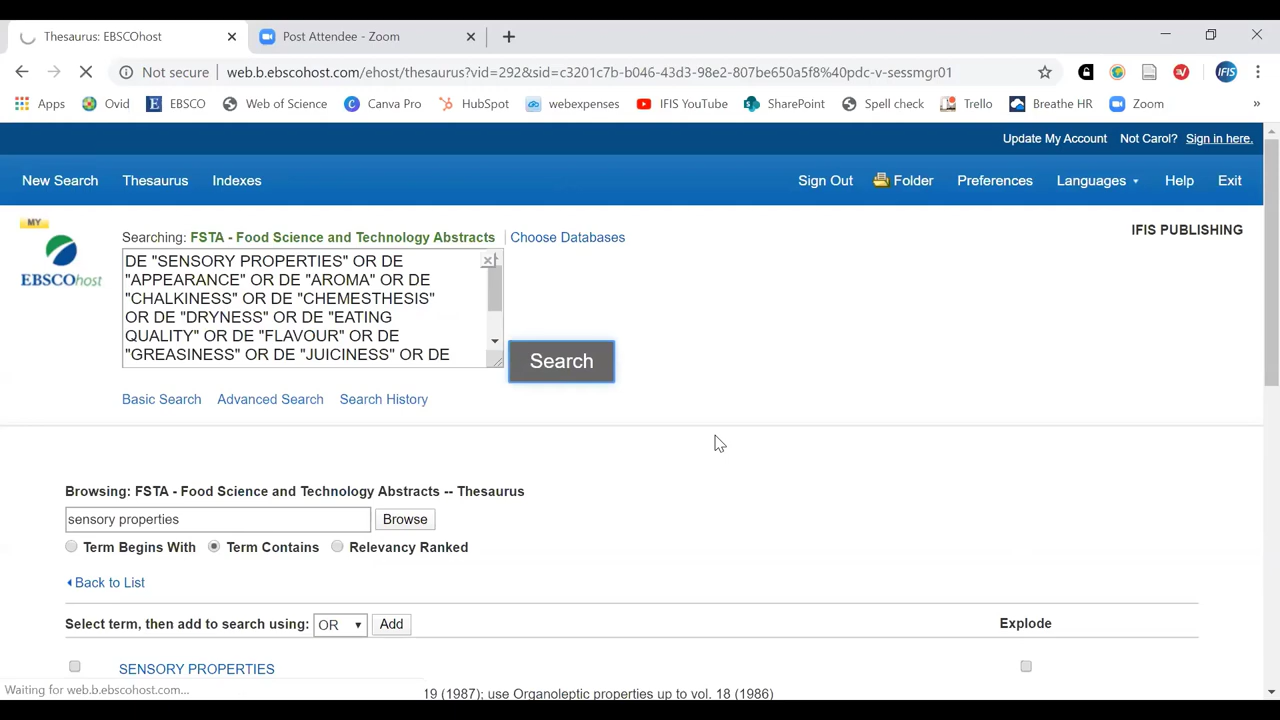 Thesaurus: EBSCOhost
Post Attendee - Zoom
Not secure
web.b.ebscohost.com/ehost/thesaurus?vid=292&sid=c3201c7b-b046-43d3-98e2-807be650a5f8%40pdc-v-sessmgr01
IFIS
Apps Ovid EBSCO Web of Science Canva Pro HubSpot webexpenses IFIS YouTube SharePoint Spell check Trello Breathe HR Zoom »
Update My Account Not Carol? Sign in here.
New Search Thesaurus Indexes
Sign Out Folder Preferences Languages Help Exit
MY
EBSCOhost
Searching: FSTA - Food Science and Technology Abstracts Choose Databases
IFIS PUBLISHING
DE "SENSORY PROPERTIES" OR DE
"APPEARANCE" OR DE "AROMA" OR DE
"CHALKINESS" OR DE "CHEMESTHESIS"
OR DE "DRYNESS" OR DE "EATING
QUALITY" OR DE "FLAVOUR" OR DE
"GREASINESS" OR DE "JUICINESS" OR DE
Search
Basic Search Advanced Search Search History
Browsing: FSTA - Food Science and Technology Abstracts -- Thesaurus
sensory properties
Browse
Term Begins With Term Contains Relevancy Ranked
Back to List
Select term, then add to search using: OR Add
Explode
SENSORY PROPERTIES
19 (1987); use Organoleptic properties up to vol. 18 (1986)
Waiting for web.b.ebscohost.com...